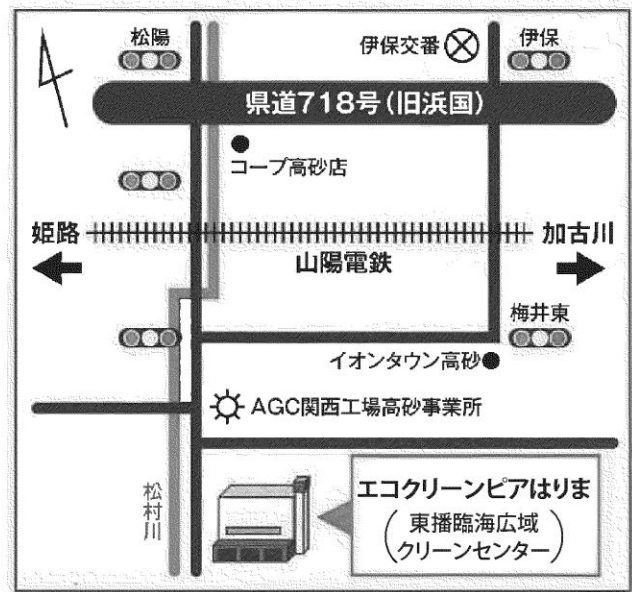 松陽
伊保交番
伊保
県道718号(旧浜国)
コープ高砂店
姫路
加古川
山陽電鉄
梅井東
イオンタウン高砂
AGC関西工場高砂事業所
松村川
エコクリーンピアはりま
(東播臨海広域
クリーンセンター)